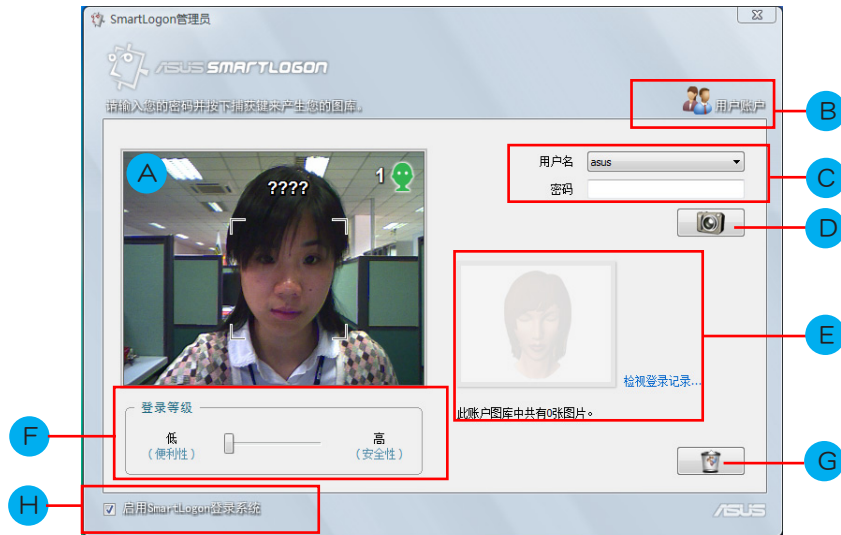 SmartLogon管理员
ASUS SMARTLOGON
请输入您的密码并按下捕获键来产生您的图库。
用户账户
B
A
????
1
用户名 asus
C
密码
D
E
检视登录记录...
此账户图库中共有0张图片。
F
登录等级
低 高
(便利性) (安全性)
G
H
启用SmartLogon登录系统
ASUS